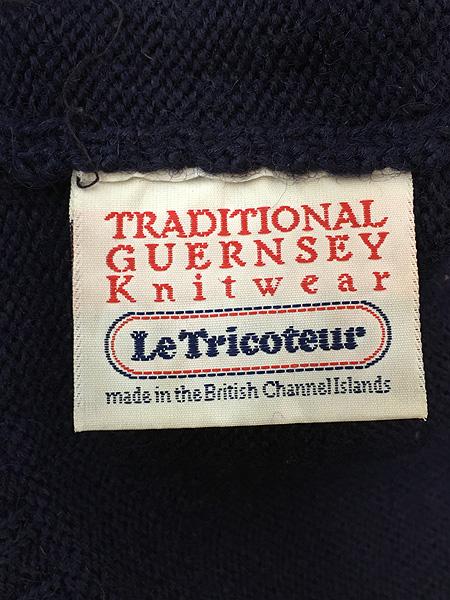 TRADITIONAL
GUERNSEY
Knitwear
Le Tricoteur
made in the British Channel Islands